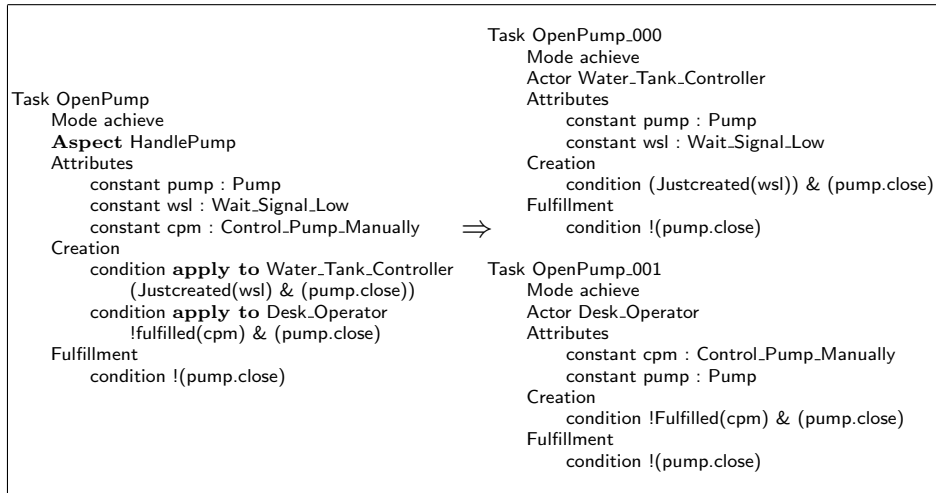 Task OpenPump
Mode achieve
Aspect HandlePump
Attributes
constant pump : Pump
constant wsl : Wait_Signal_Low
constant cpm : Control_Pump_Manually
Creation
condition apply to Water_Tank_Controller
(Justcreated(wsl) & (pump.close))
condition apply to Desk_Operator
!fulfilled(cpm) & (pump.close)
Fulfillment
condition !(pump.close)
⇒
Task OpenPump_000
Mode achieve
Actor Water_Tank_Controller
Attributes
constant pump : Pump
constant wsl : Wait_Signal_Low
Creation
condition (Justcreated(wsl)) & (pump.close)
Fulfillment
condition !(pump.close)
Task OpenPump_001
Mode achieve
Actor Desk_Operator
Attributes
constant cpm : Control_Pump_Manually
constant pump : Pump
Creation
condition !Fulfilled(cpm) & (pump.close)
Fulfillment
condition !(pump.close)